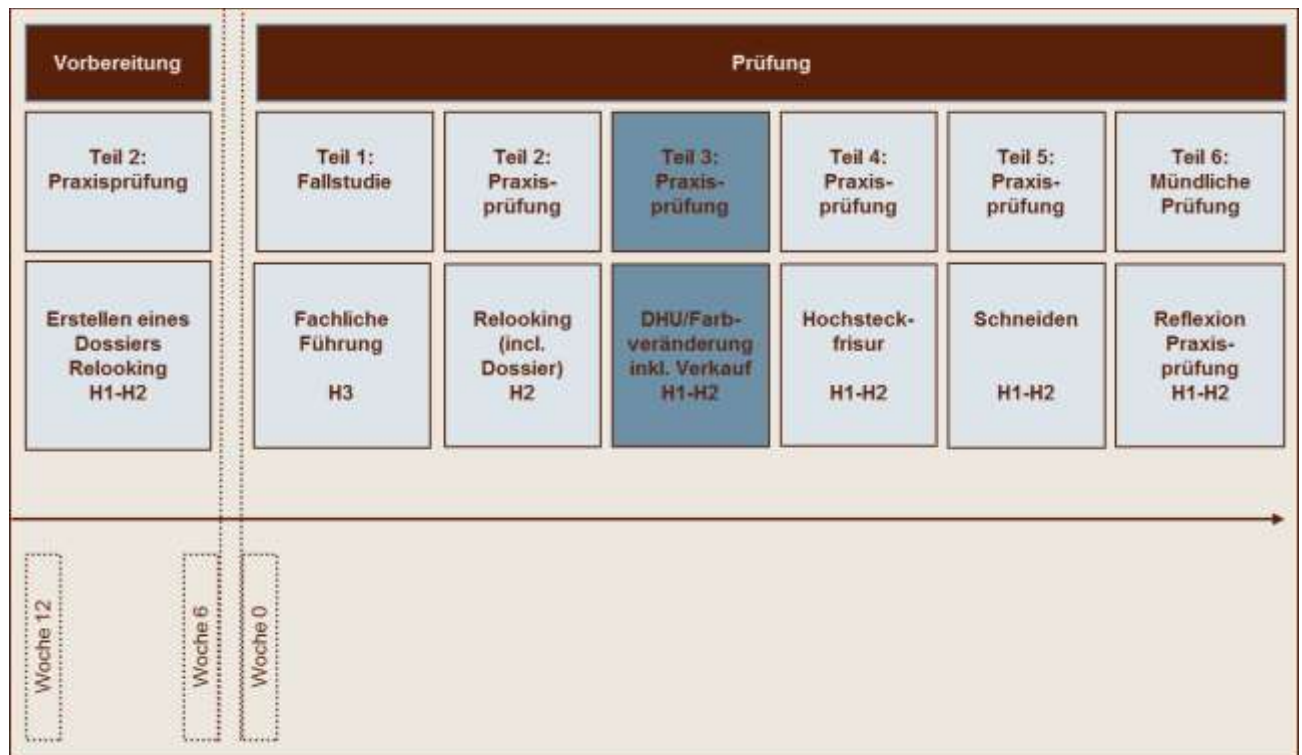 Vorbereitung
Prüfung
Teil 2:
Praxisprüfung
Teil 1:
Fallstudie
Teil 2:
Praxis-
prüfung
Teil 3:
Praxis-
prüfung
Teil 4:
Praxis-
prüfung
Teil 5:
Praxis-
prüfung
Teil 6:
Mündliche
Prüfung
Erstellen eines
Dossiers
Relooking
H1-H2
Fachliche
Führung
H3
Relooking
(incl.
Dossier)
H2
DHU/Farb-
veränderung
inkl. Verkauf
H1-H2
Hochsteck-
frisur
H1-H2
Schneiden
H1-H2
Reflexion
Praxis-
prüfung
H1-H2
Woche 12
Woche 6
Woche 0